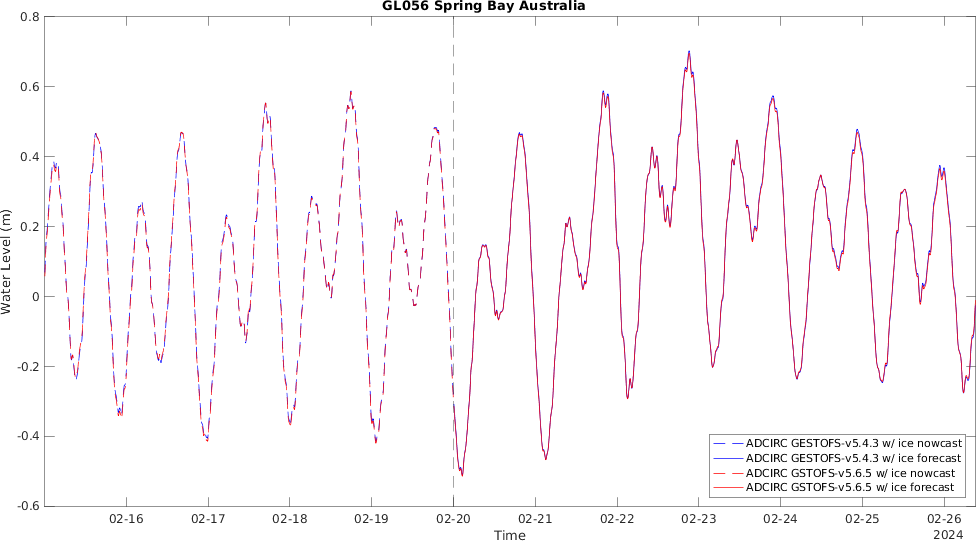 GL056 Spring Bay Australia
0.8
0.6
0.4
0.2
0
-0.2
-0.4
-0.6
Water Level (m)
ADCIRC GESTOFS-v5.4.3 w/ ice nowcast
ADCIRC GESTOFS-v5.4.3 w/ ice forecast
ADCIRC GSTOFS-v5.6.5 w/ ice nowcast
ADCIRC GSTOFS-v5.6.5 w/ ice forecast
02-16 02-17 02-18 02-19 02-20 02-21 02-22 02-23 02-24 02-25 02-26
Time
2024